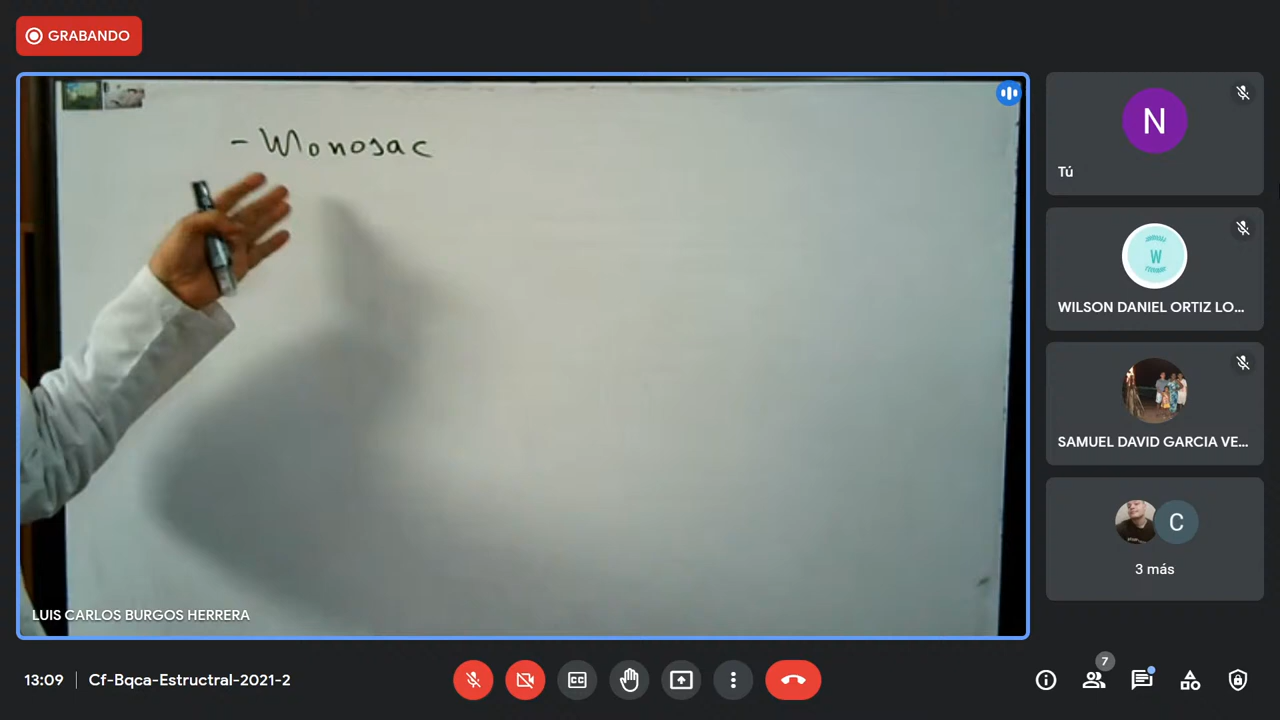 GRABANDO
- Monosac
N
Tú
W
WILSON DANIEL ORTIZ LO...
SAMUEL DAVID GARCIA VE...
C
3 más
LUIS CARLOS BURGOS HERRERA
13:09 | Cf-Bqca-Estructral-2021-2
CC
7